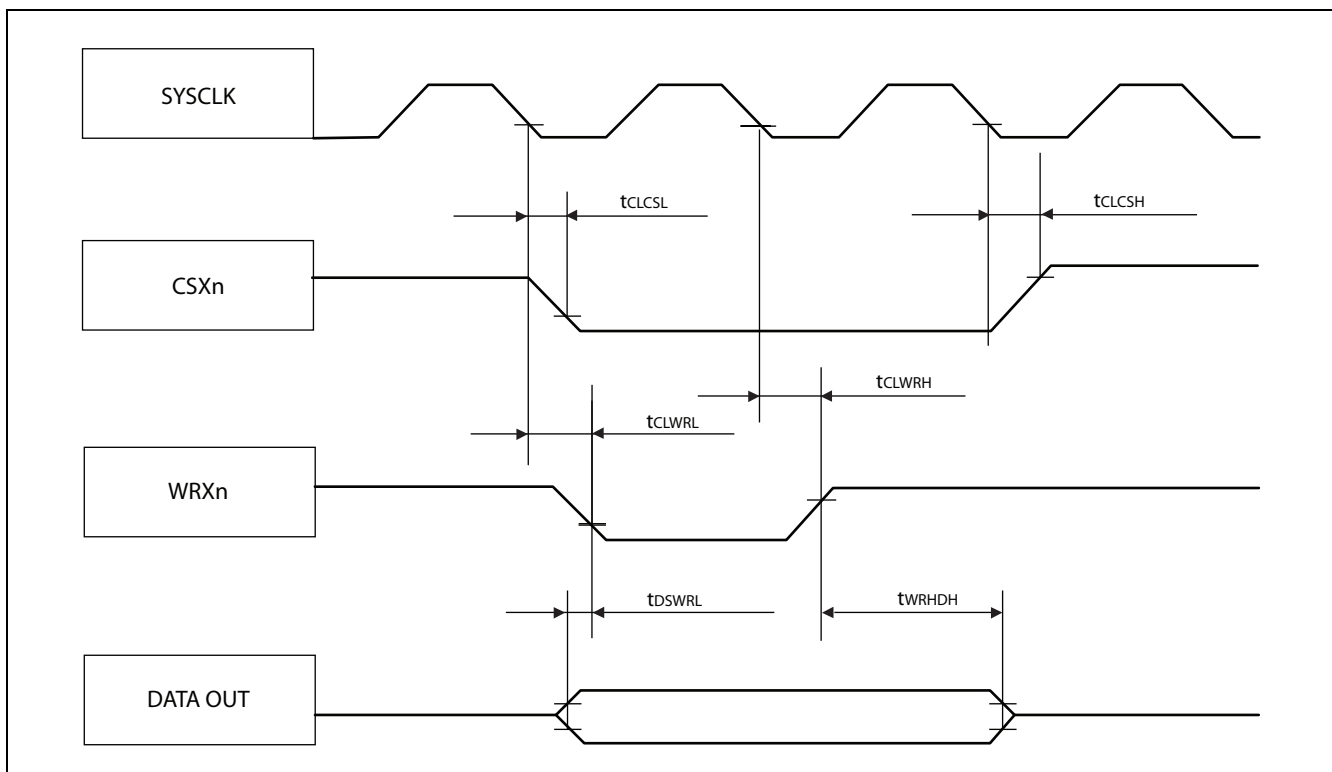 SYSCLK
tCLCSL
tCLCSH
CSXn
tCLWRH
tCLWRL
WRXn
tDSWRL
tWRHDH
DATA OUT